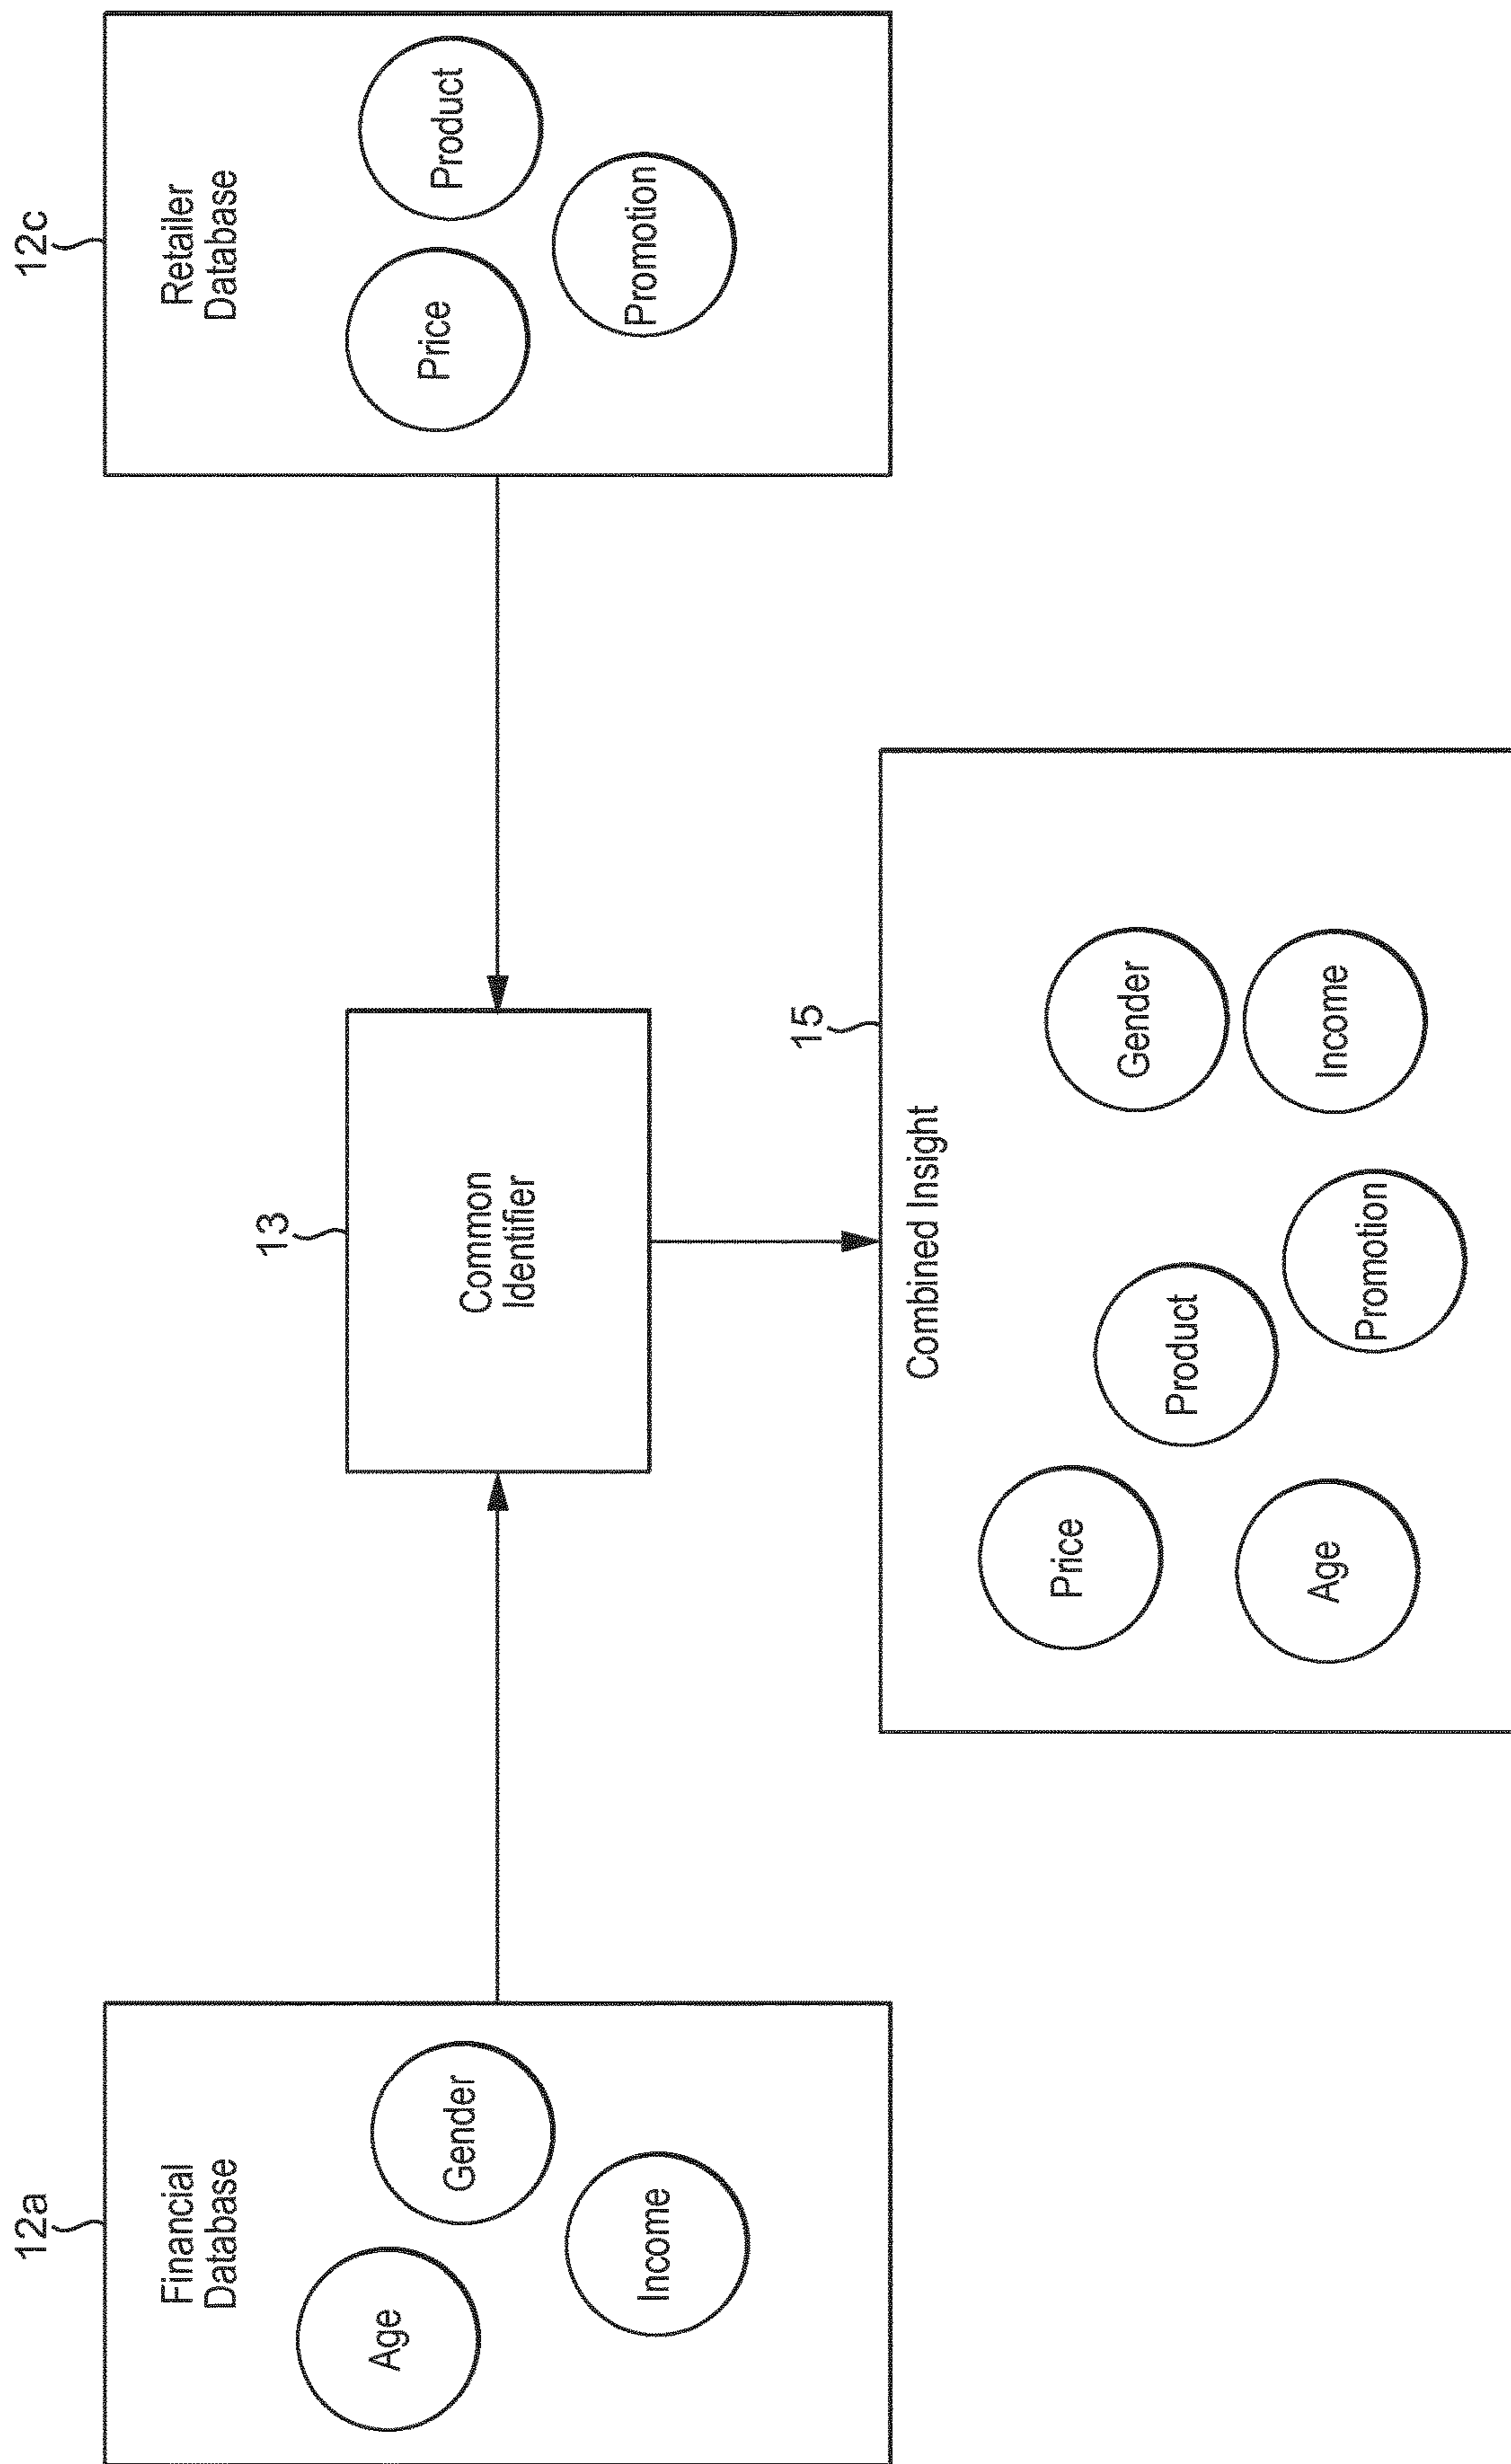 12a
Financial
Database
Age
Gender
Income
13
Common
Identifier
12c
Retailer
Database
Price
Product
Promotion
15
Combined Insight
Price
Age
Product
Promotion
Gender
Income